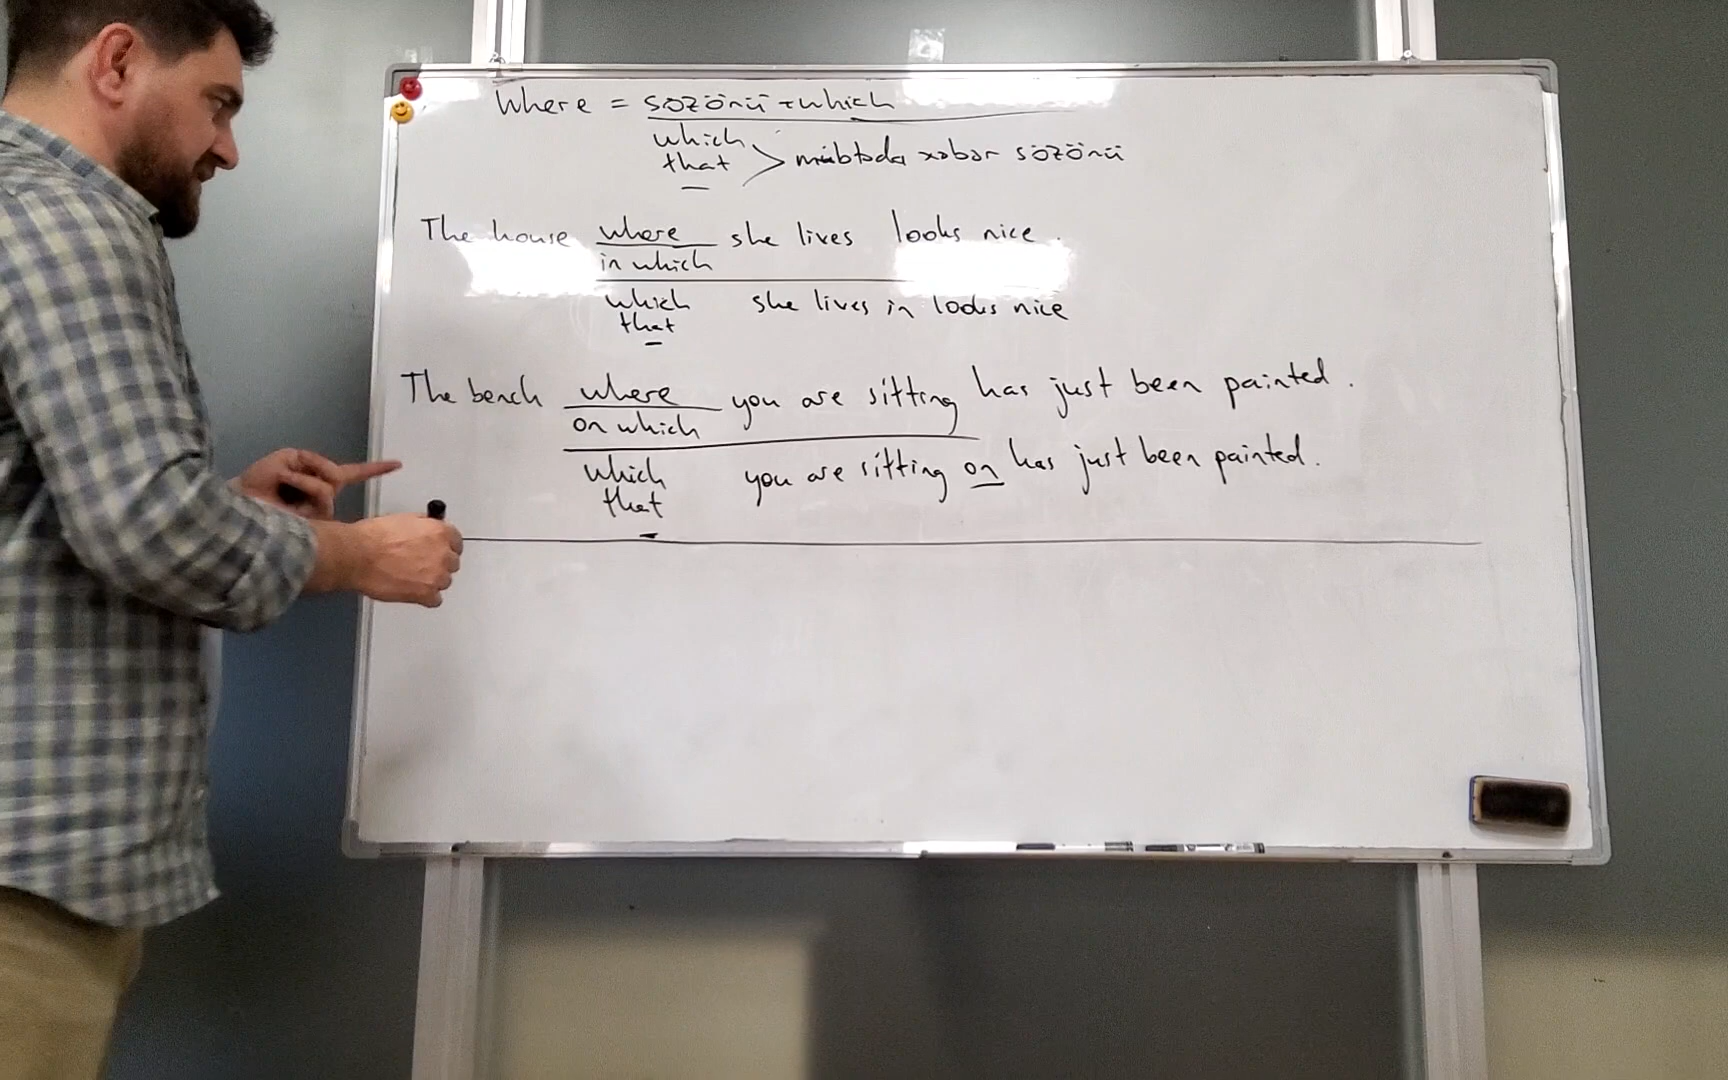 Where = sözönü + which
which
that > mübtəda xəbər sözönü
—
The house where she lives looks nice.
in which
which she lives in looks nice
that
—
The bench where you are sitting has just been painted.
on which
which you are sitting on has just been painted.
that
—